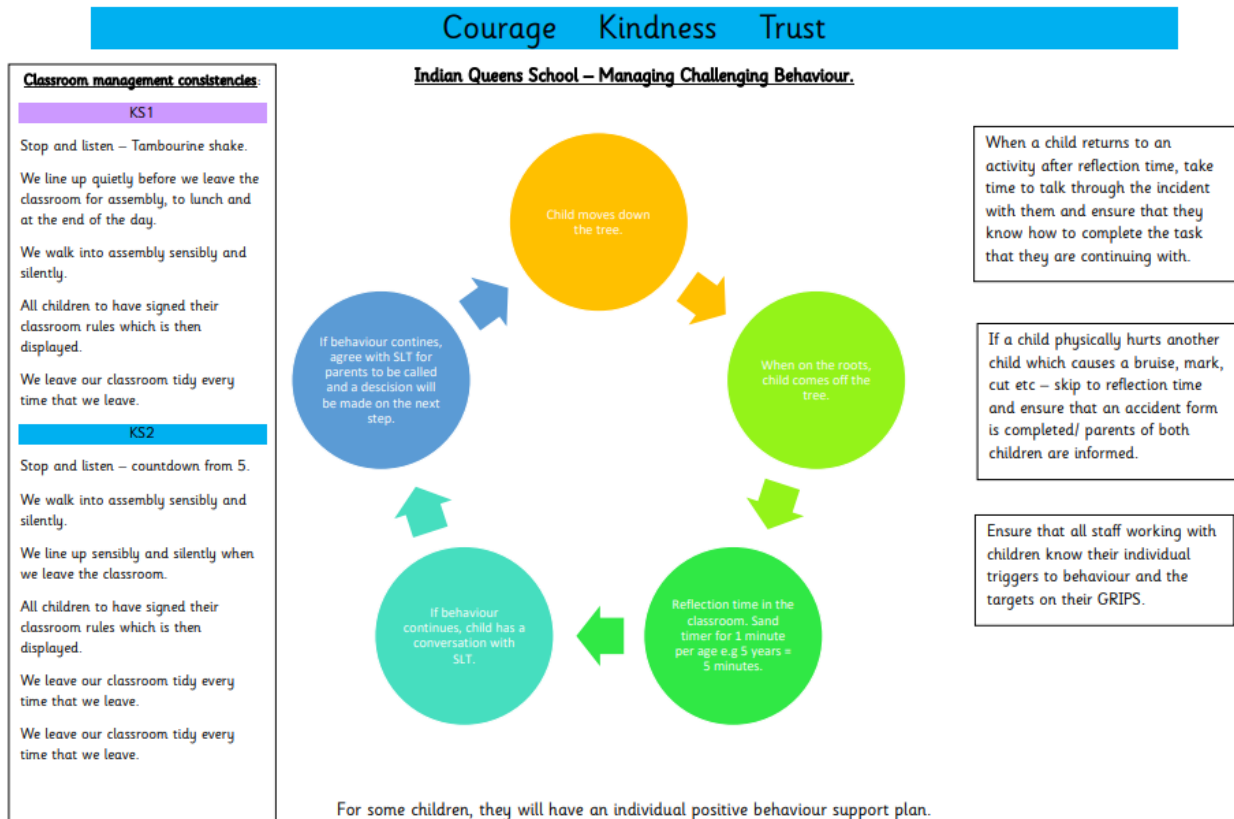 Courage Kindness Trust
Indian Queens School – Managing Challenging Behaviour.
Classroom management consistencies:
KS1
Stop and listen – Tambourine shake.
We line up quietly before we leave the
classroom for assembly, to lunch and
at the end of the day.
We walk into assembly sensibly and
silently.
All children to have signed their
classroom rules which is then
displayed.
We leave our classroom tidy every
time that we leave.
KS2
Stop and listen – countdown from 5.
We walk into assembly sensibly and
silently.
We line up sensibly and silently when
we leave the classroom.
All children to have signed their
classroom rules which is then
displayed.
We leave our classroom tidy every
time that we leave.
We leave our classroom tidy every
time that we leave.
Child moves down
the tree.
When on the roots,
child comes off the
tree.
Reflection time in the
classroom. Sand
timer for 1 minute
per age e.g 5 years =
5 minutes.
If behaviour
continues, child has a
conversation with
SLT.
If behaviour contines,
agree with SLT for
parents to be called
and a descision will
be made on the next
step.
When a child returns to an
activity after reflection time, take
time to talk through the incident
with them and ensure that they
know how to complete the task
that they are continuing with.
If a child physically hurts another
child which causes a bruise, mark,
cut etc – skip to reflection time
and ensure that an accident form
is completed/ parents of both
children are informed.
Ensure that all staff working with
children know their individual
triggers to behaviour and the
targets on their GRIPS.
For some children, they will have an individual positive behaviour support plan.